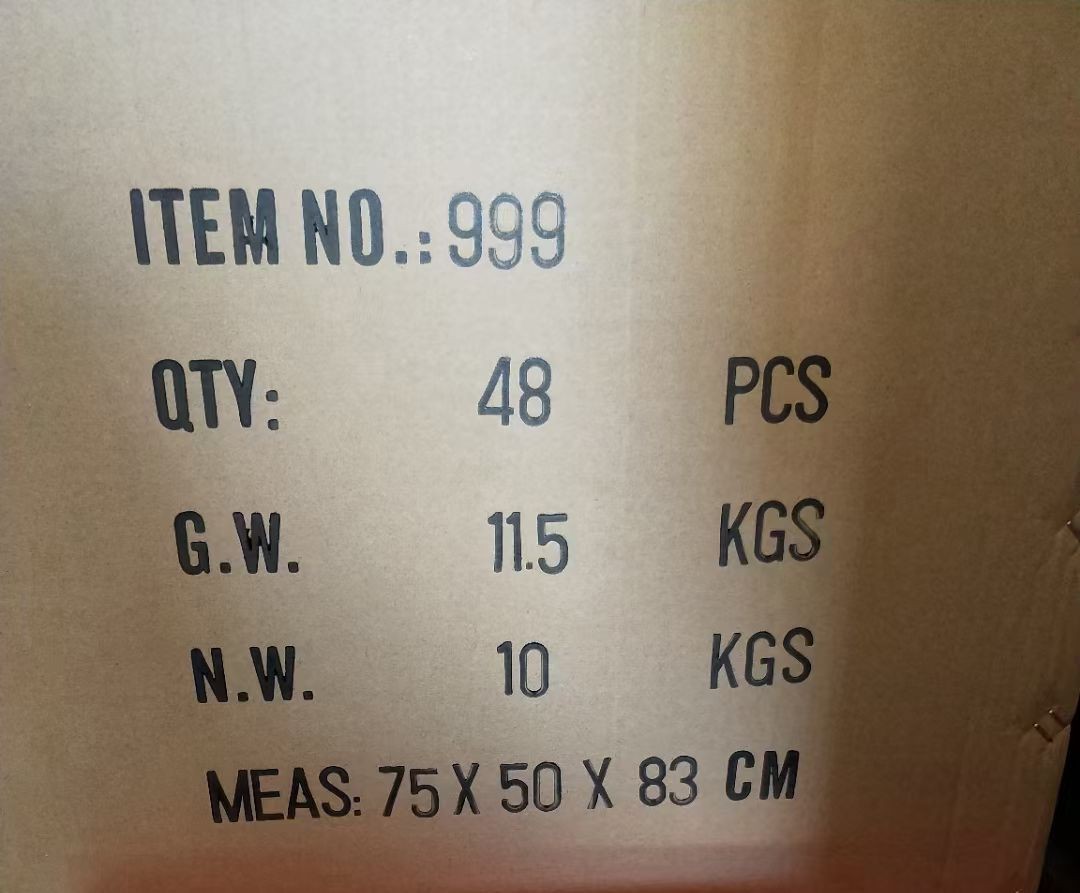 ITEM NO.: 999
QTY: 48 PCS
G.W. 11.5 KGS
N.W. 10 KGS
MEAS: 75 X 50 X 83 CM